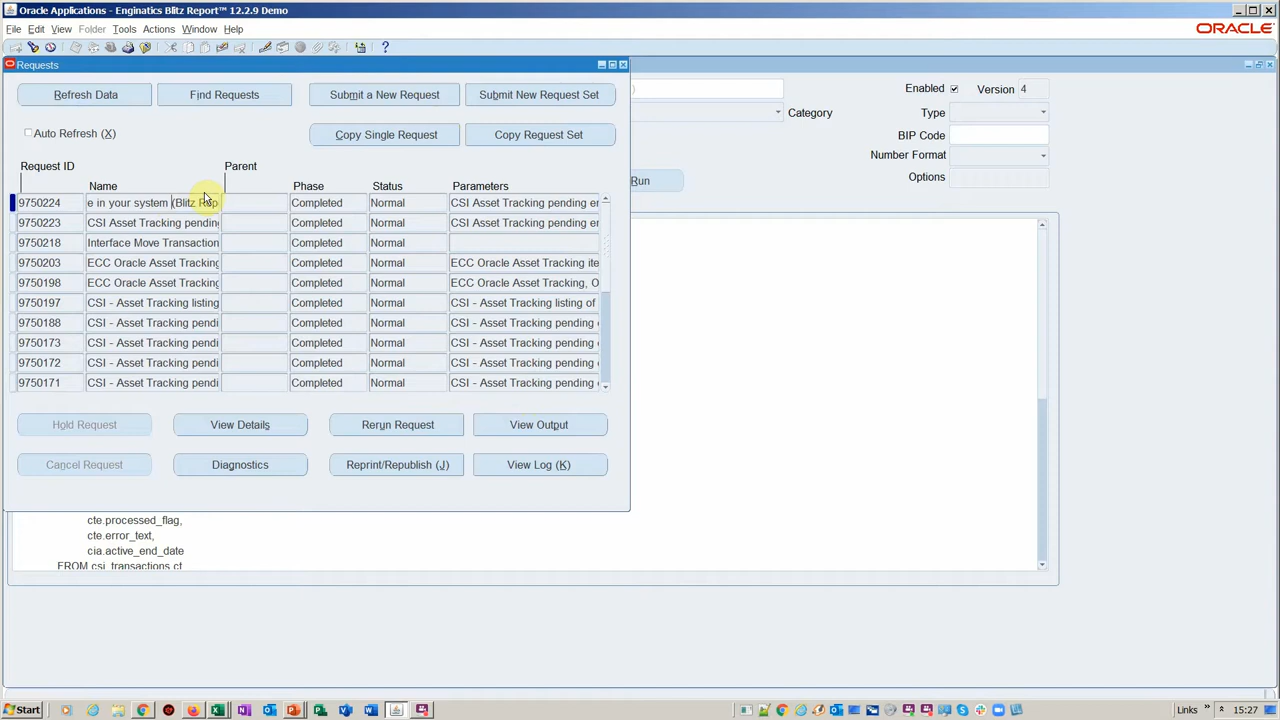 Oracle Applications - Enginatics Blitz Report™ 12.2.9 Demo
File Edit View Folder Tools Actions Window Help
ORACLE
Requests
Refresh Data Find Requests Submit a New Request Submit New Request Set
Enabled Version 4
Category Type
Auto Refresh (X) Copy Single Request Copy Request Set
BIP Code
Number Format
Request ID Parent
Options
Run
Name Phase Status Parameters
9750224 e in your system (Blitz Rep Completed Normal CSI Asset Tracking pending er
9750223 CSI Asset Tracking pending Completed Normal CSI Asset Tracking pending er
9750218 Interface Move Transaction Completed Normal
9750203 ECC Oracle Asset Tracking Completed Normal ECC Oracle Asset Tracking ite
9750198 ECC Oracle Asset Tracking Completed Normal ECC Oracle Asset Tracking, O
9750197 CSI - Asset Tracking listing Completed Normal CSI - Asset Tracking listing of
9750188 CSI - Asset Tracking pendi Completed Normal CSI - Asset Tracking pending
9750173 CSI - Asset Tracking pendi Completed Normal CSI - Asset Tracking pending
9750172 CSI - Asset Tracking pendi Completed Normal CSI - Asset Tracking pending
9750171 CSI - Asset Tracking pendi Completed Normal CSI - Asset Tracking pending
Hold Request View Details Rerun Request View Output
Cancel Request Diagnostics Reprint/Republish (J) View Log (K)
cte.processed_flag,
cte.error_text,
cia.active_end_date
FROM csi_transactions ct
Start Links » 15:27